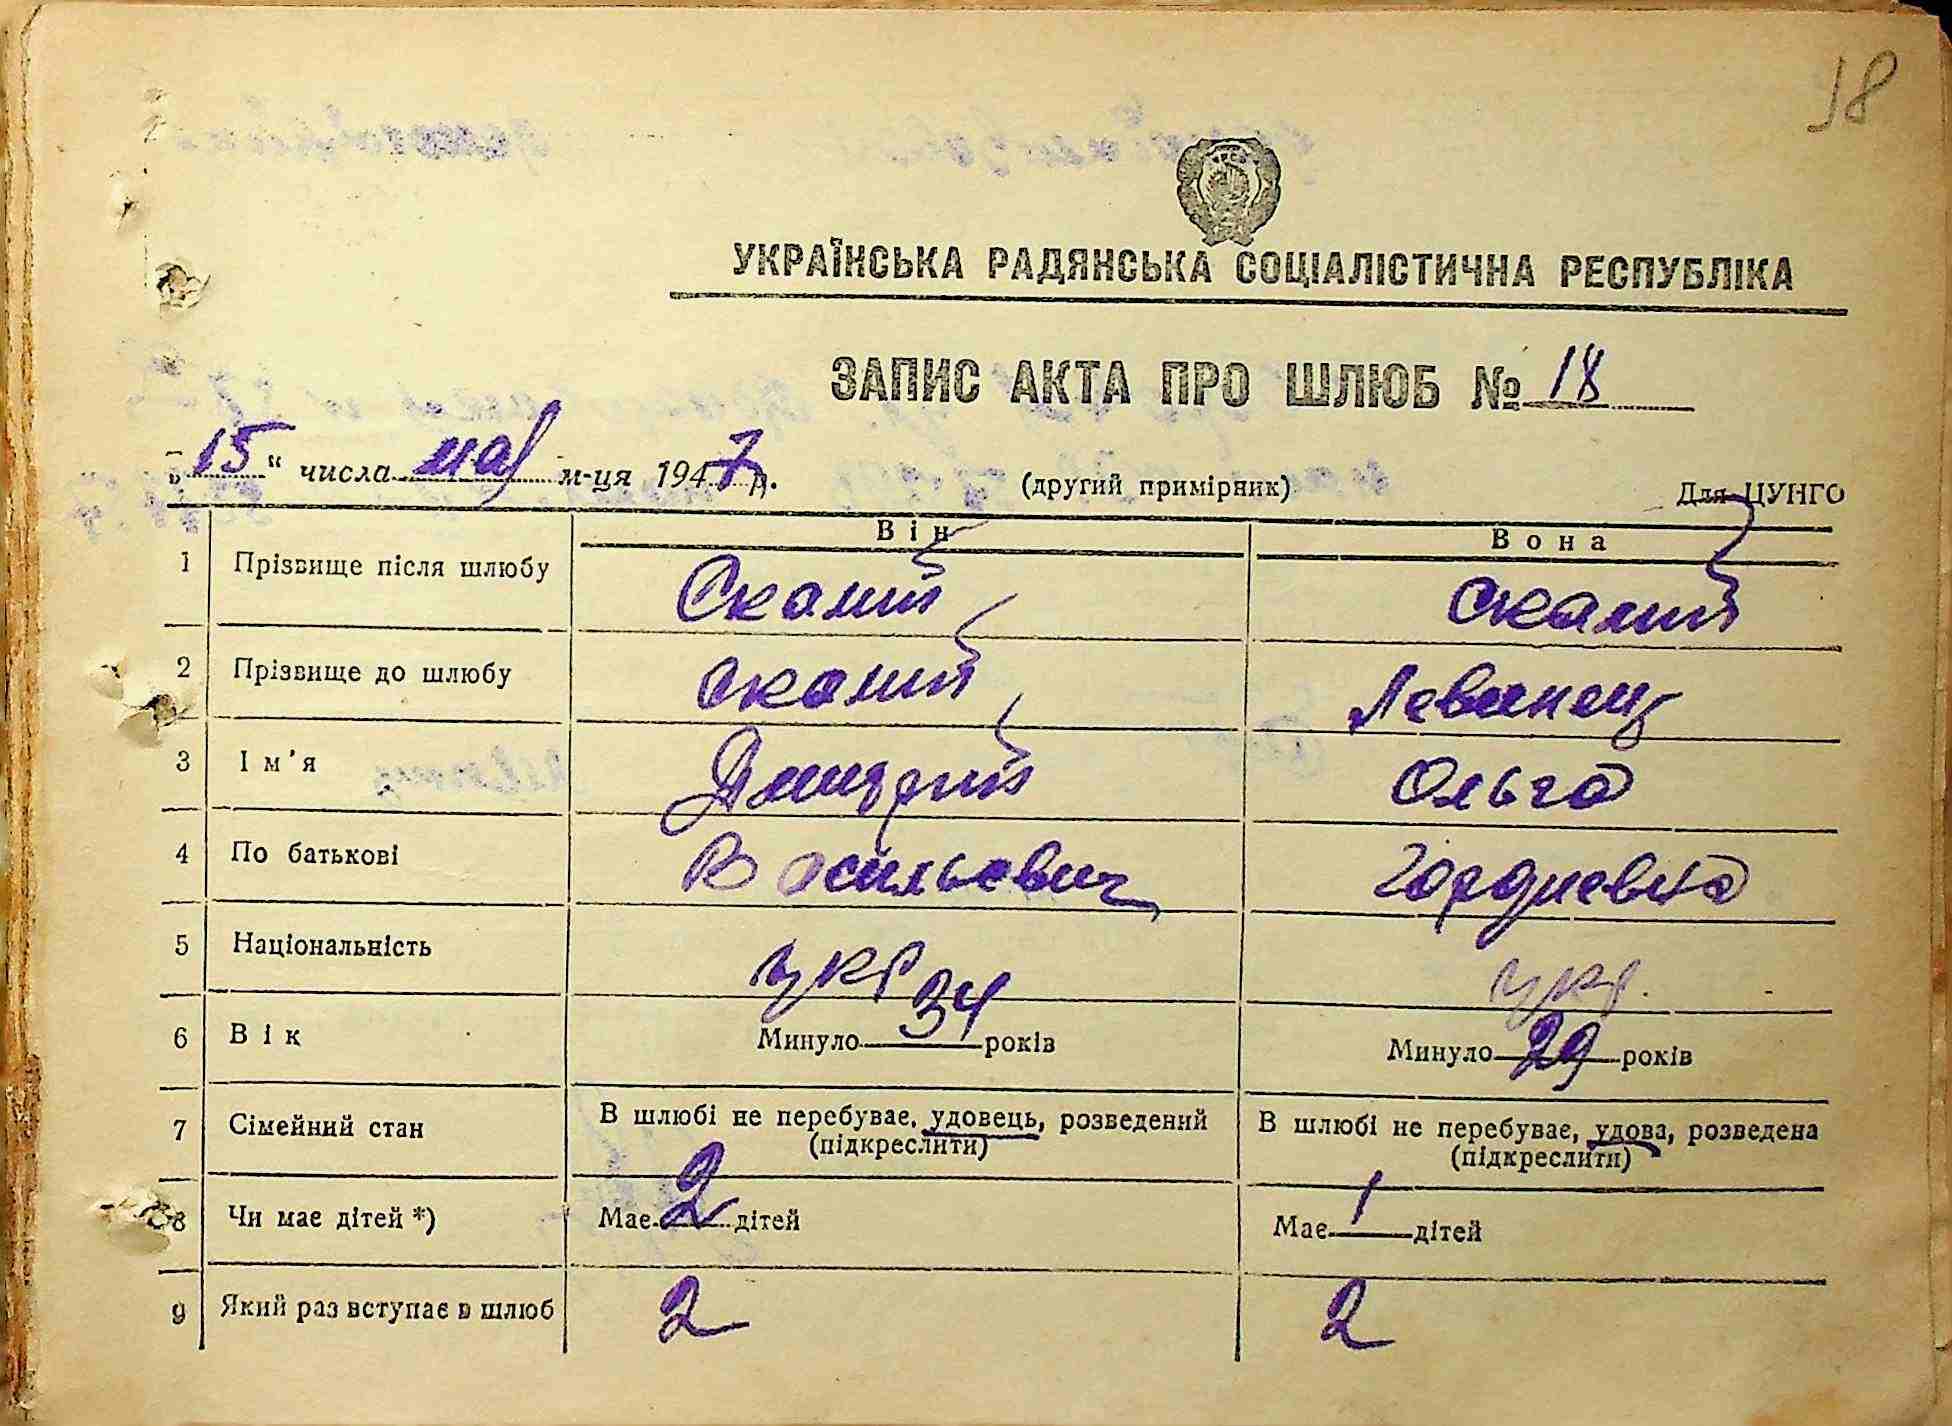 18
УКРАЇНСЬКА РАДЯНСЬКА СОЦІАЛІСТИЧНА РЕСПУБЛІКА
ЗАПИС АКТА ПРО ШЛЮБ № 18
„15“ числа мая м-ця 1947 р. (другий примірник) Для ЦУНГО
Він Вона
1 Прізвище після шлюбу Скалий Скалий
2 Прізвище до шлюбу Скалий Леванец
3 Ім'я Дмитрий Ольга
4 По батькові Васильевич Гордиевна
5 Національність укр укр.
6 Вік Минуло 34 років Минуло 29 років
7 Сімейний стан В шлюбі не перебуває, удовець, розведений В шлюбі не перебуває, удова, розведена
(підкреслити) (підкреслити)
8 Чи має дітей *) Має 2 дітей Має 1 дітей
9 Який раз вступає в шлюб 2 2